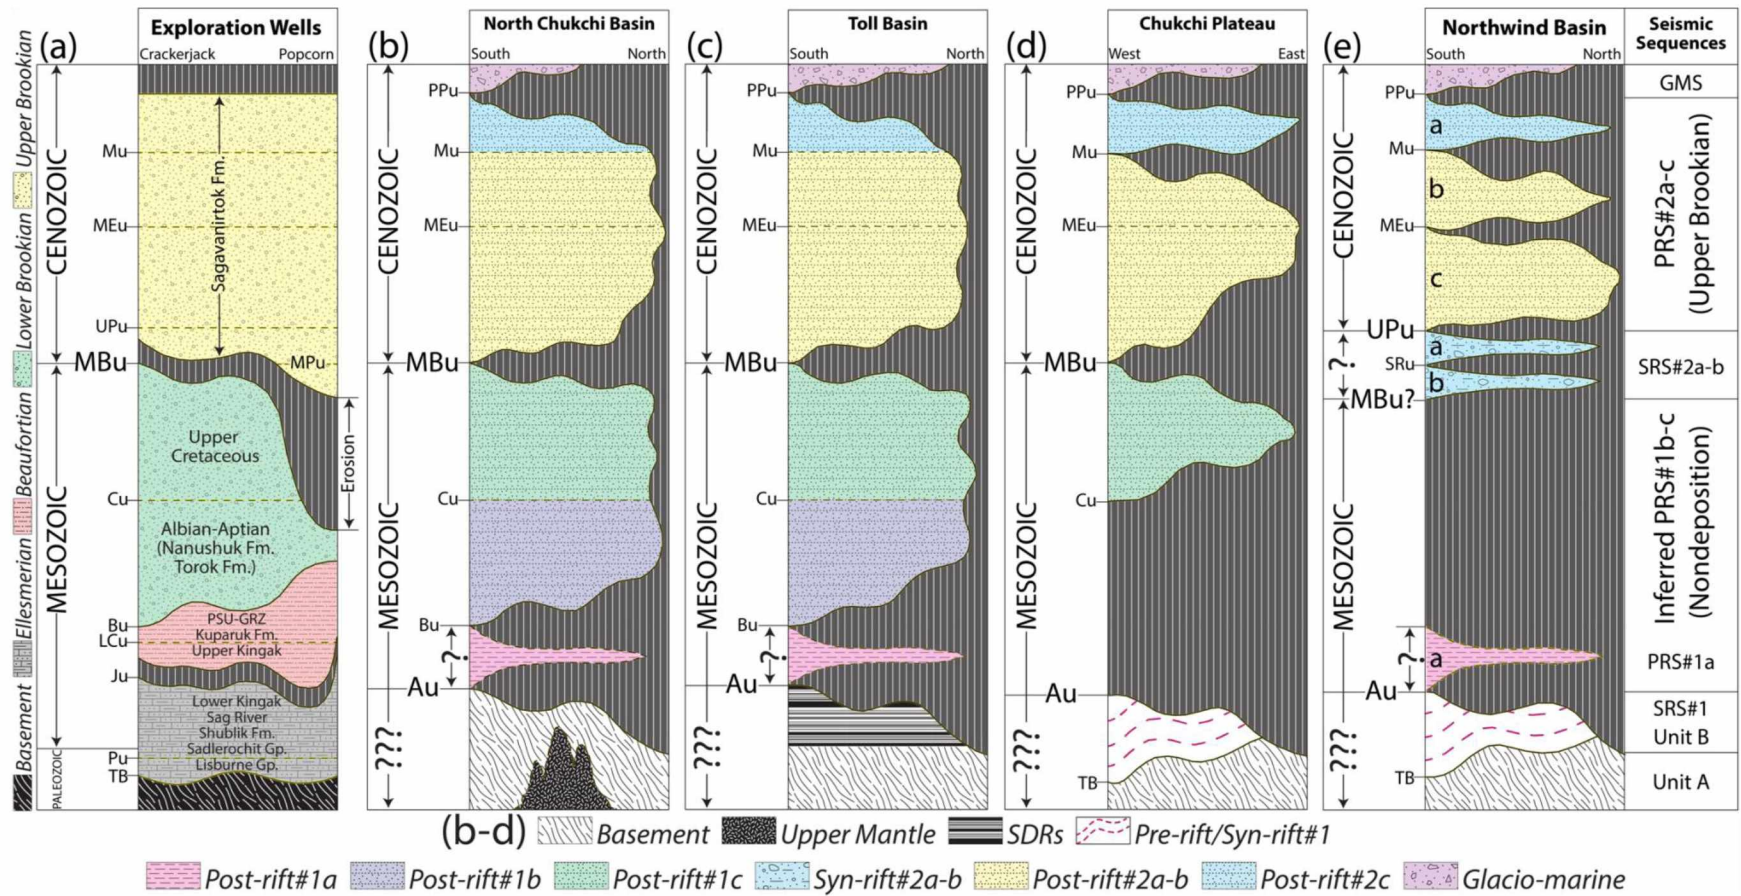 Basement
Ellesmerian
Beaufortian
Lower Brookian
Upper Brookian
(a)
Exploration Wells
Crackerjack
Popcorn
CENOZOIC
MESOZOIC
PALEOZOIC
Mu
MEu
UPu
MBu
Cu
Bu
LCu
Ju
Pu
TB
Sagavanirtok Fm.
MPu
Erosion
Upper
Cretaceous
Albian-Aptian
(Nanushuk Fm.
Torok Fm.)
PSU-GRZ
Kuparuk Fm.
Upper Kingak
Lower Kingak
Sag River
Shublik Fm.
Sadlerochit Gp.
Lisburne Gp.
(b)
North Chukchi Basin
South
North
CENOZOIC
MESOZOIC
???
PPu
Mu
MEu
MBu
Cu
Bu
?
Au
(c)
Toll Basin
South
North
CENOZOIC
MESOZOIC
???
PPu
Mu
MEu
MBu
Cu
Bu
?
Au
(d)
Chukchi Plateau
West
East
CENOZOIC
MESOZOIC
???
PPu
Mu
MEu
MBu
Cu
Au
TB
(e)
Northwind Basin
South
North
CENOZOIC
?
MESOZOIC
???
PPu
Mu
MEu
UPu
SRu
MBu?
?
Au
TB
a
b
c
a
b
a
Seismic
Sequences
GMS
PRS#2a-c
(Upper Brookian)
SRS#2a-b
Inferred PRS#1b-c
(Nondeposition)
PRS#1a
SRS#1
Unit B
Unit A
(b-d)
Basement
Upper Mantle
SDRs
Pre-rift/Syn-rift#1
Post-rift#1a
Post-rift#1b
Post-rift#1c
Syn-rift#2a-b
Post-rift#2a-b
Post-rift#2c
Glacio-marine